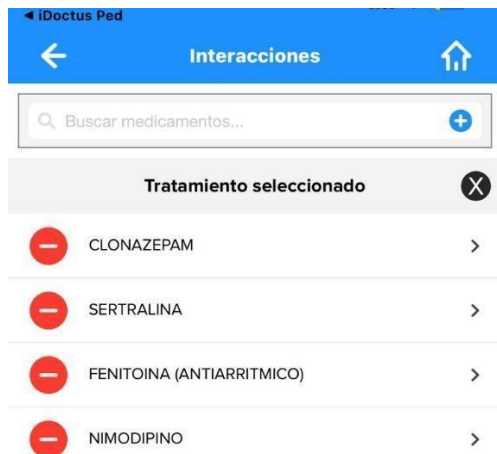 ◀ iDoctus Ped
Interacciones
Buscar medicamentos...
Tratamiento seleccionado
CLONAZEPAM
SERTRALINA
FENITOINA (ANTIARRITMICO)
NIMODIPINO